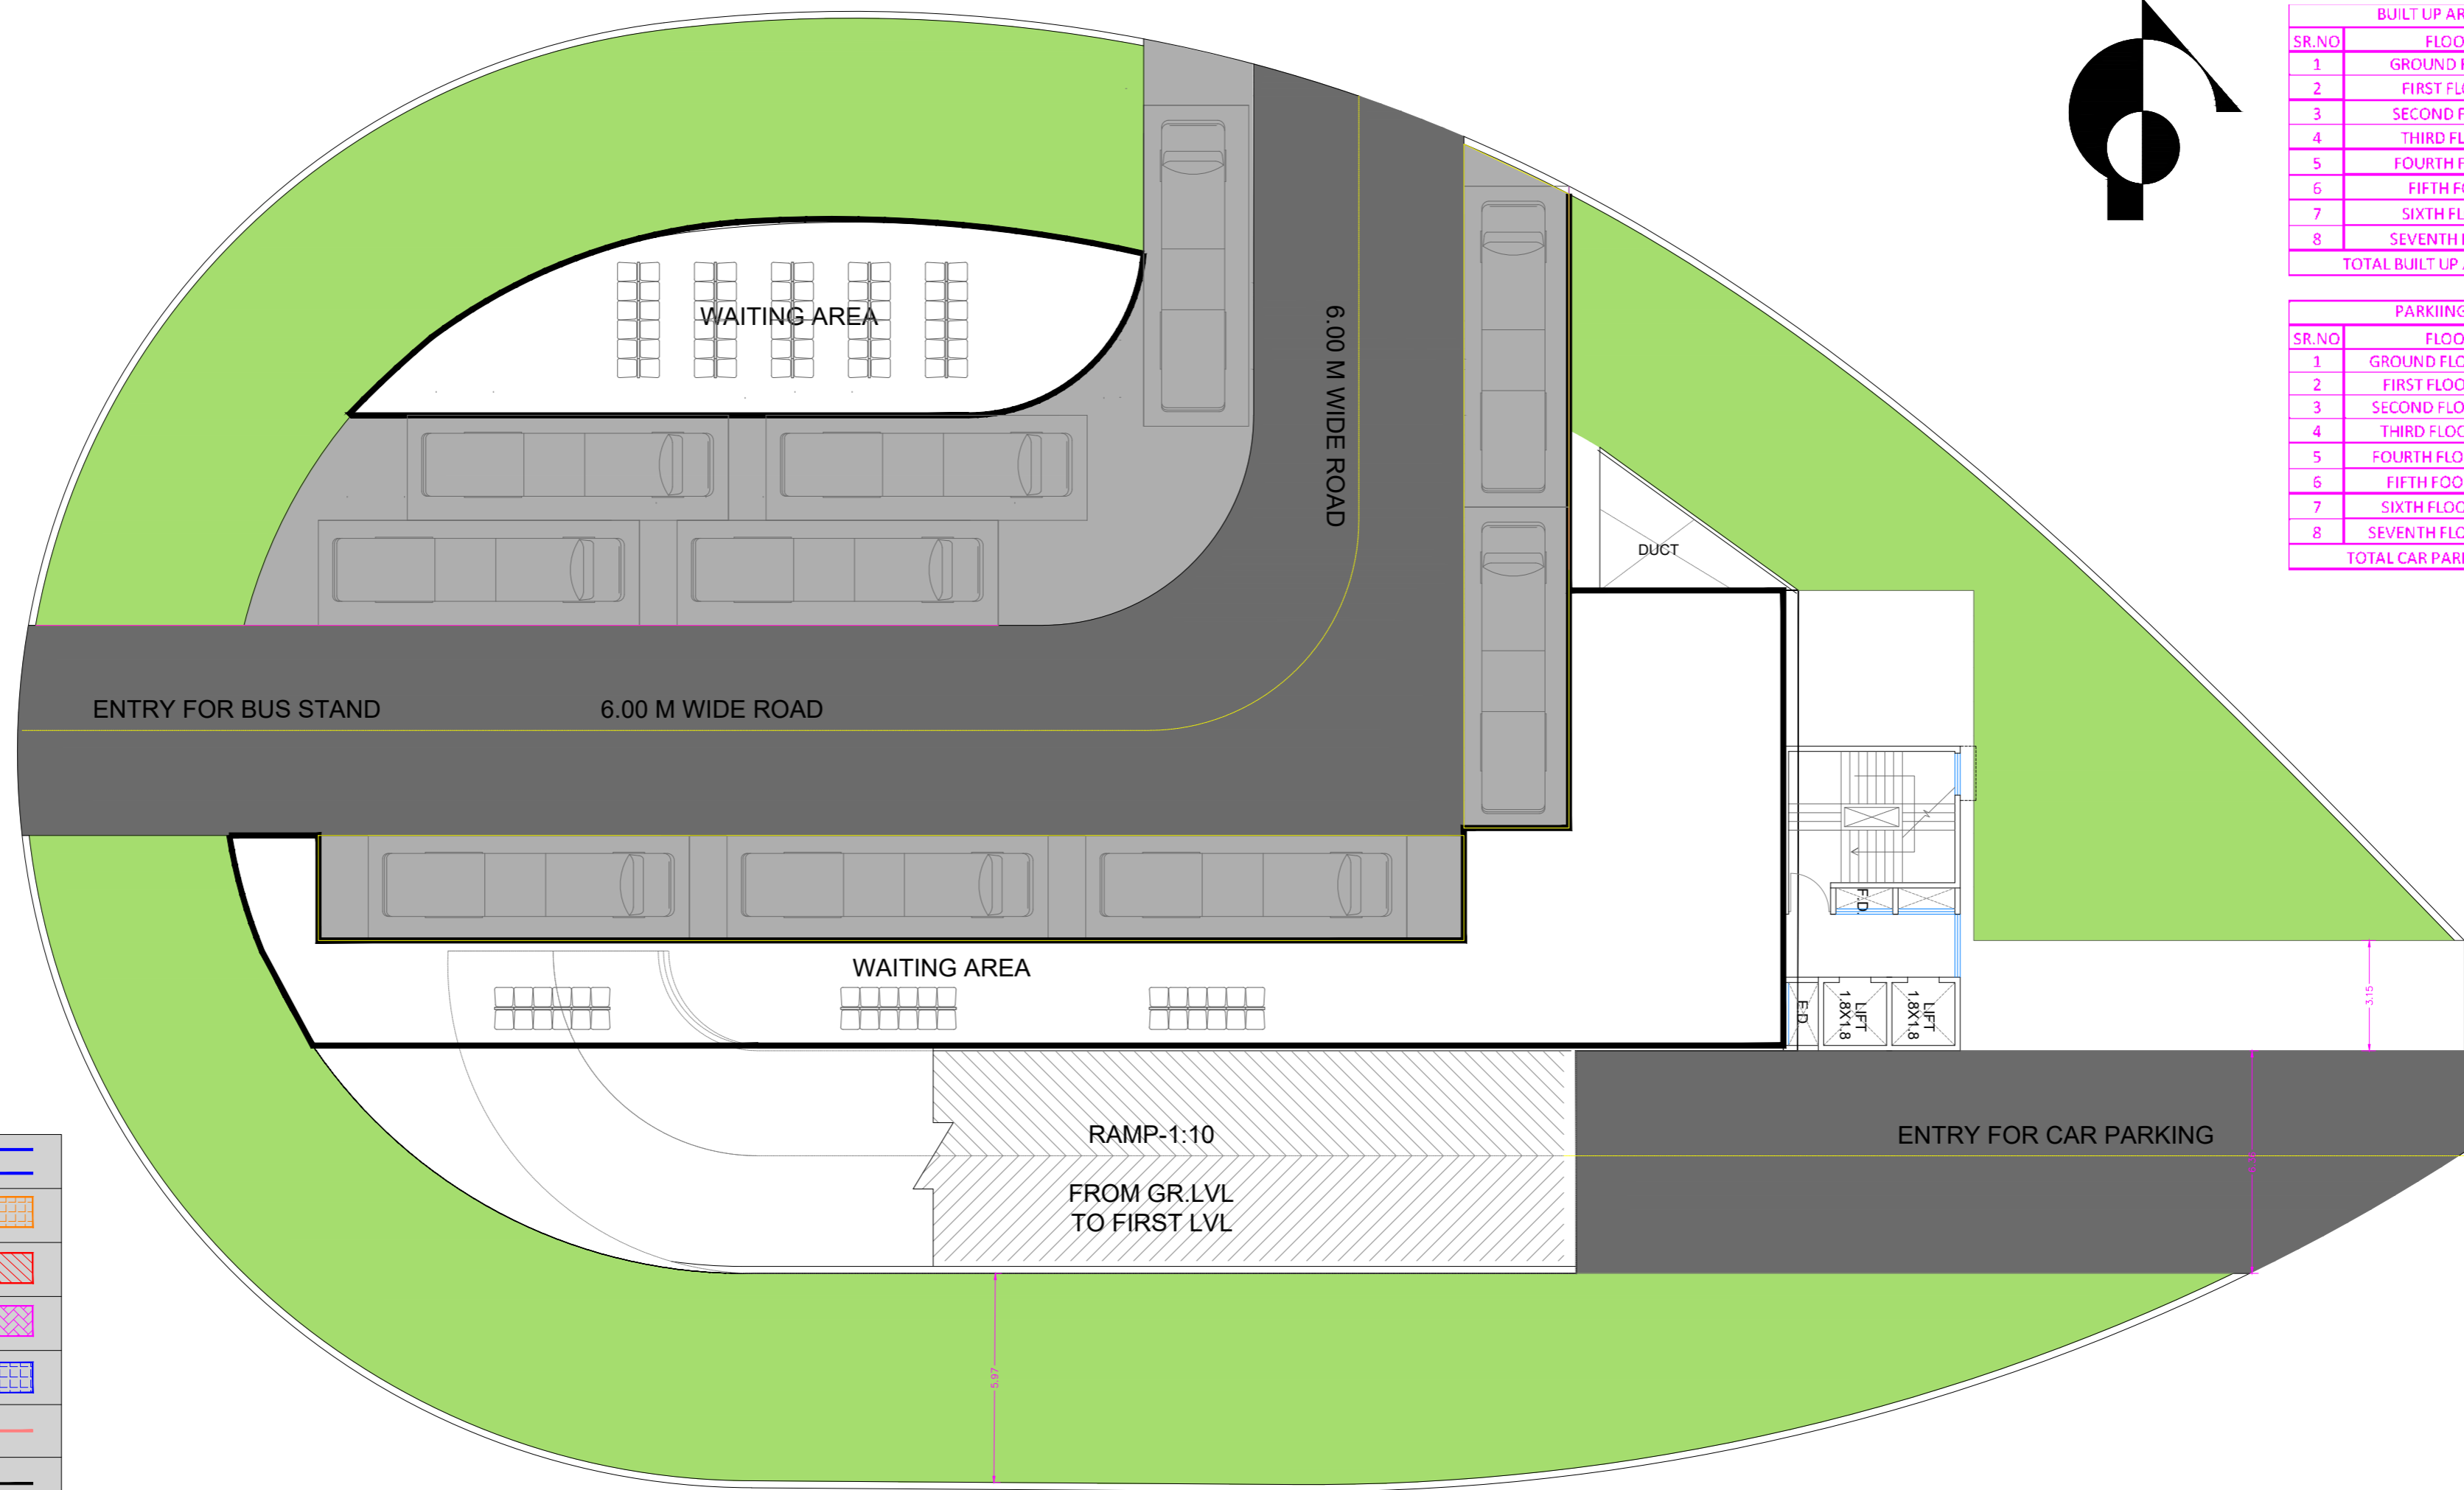 BUILT UP AR
SR.NO FLOO
1 GROUND F
2 FIRST FLO
3 SECOND F
4 THIRD FL
5 FOURTH F
6 FIFTH FO
7 SIXTH FL
8 SEVENTH
TOTAL BUILT UP
PARKIING
SR.NO FLOO
1 GROUND FLO
2 FIRST FLOO
3 SECOND FLO
4 THIRD FLOO
5 FOURTH FLO
6 FIFTH FOO
7 SIXTH FLOO
8 SEVENTH FLO
TOTAL CAR PAR
WAITING AREA
6.00 M WIDE ROAD
DUCT
ENTRY FOR BUS STAND
6.00 M WIDE ROAD
F.D.
WAITING AREA
F.D
LIFT
1.8X1.8
LIFT
1.8X1.8
3.15
RAMP-1:10
FROM GR.LVL
TO FIRST LVL
ENTRY FOR CAR PARKING
5.97